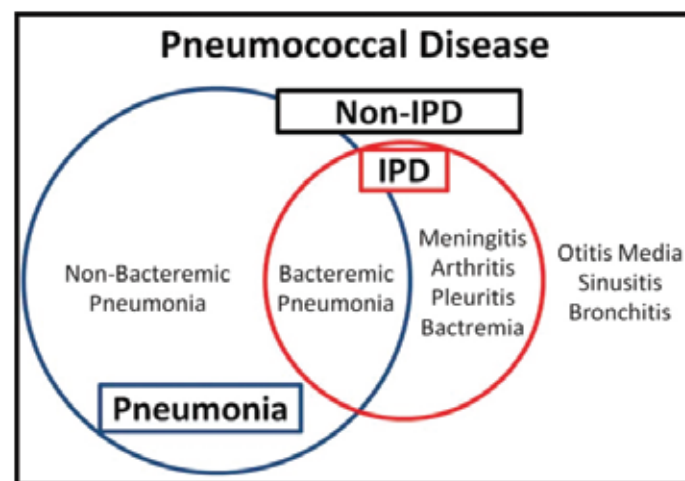 Pneumococcal Disease
Non-IPD
IPD
Non-Bacteremic
Pneumonia
Bacteremic
Pneumonia
Meningitis
Arthritis
Pleuritis
Bactremia
Otitis Media
Sinusitis
Bronchitis
Pneumonia